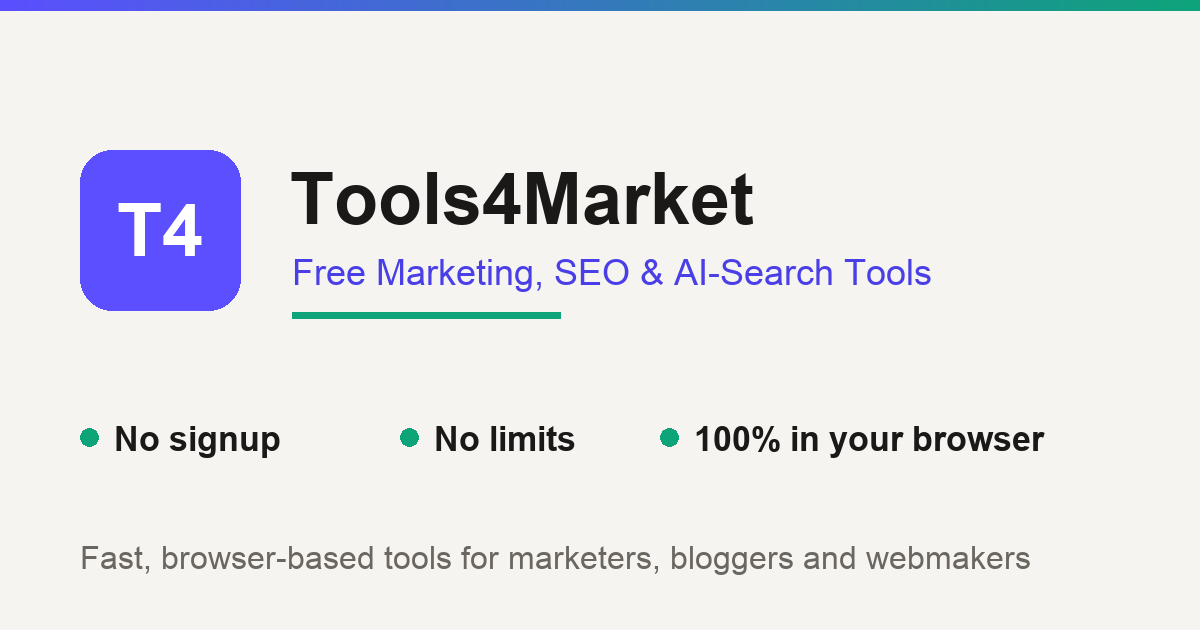 T4
Tools4Market
Free Marketing, SEO & AI-Search Tools
No signup
No limits
100% in your browser
Fast, browser-based tools for marketers, bloggers and webmakers